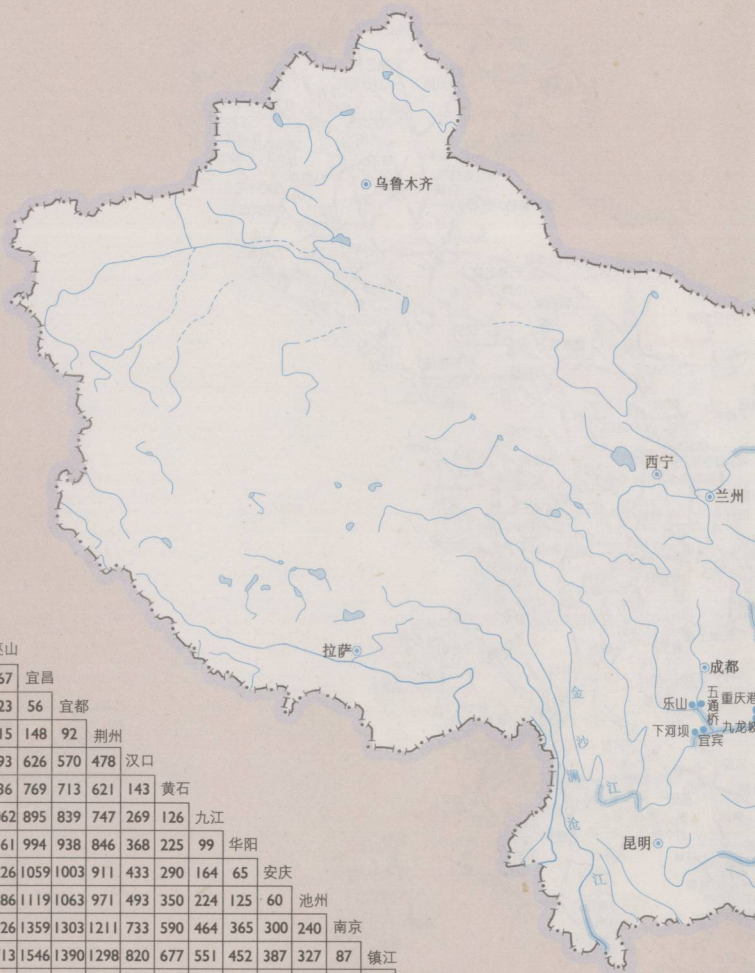 乌鲁木齐
西宁
兰州
拉萨
成都
乐山
五通桥
重庆港
下河坝
宜宾
九龙坡
金沙江
澜沧江
昆明
巫山
宜昌
56 宜都
148 92 荆州
626 570 478 汉口
769 713 621 143 黄石
895 839 747 269 126 九江
994 938 846 368 225 99 华阳
1059 1003 911 433 290 164 65 安庆
1119 1063 971 493 350 224 125 60 池州
1359 1303 1211 733 590 464 365 300 240 南京
1546 1390 1298 820 677 551 452 387 327 87 镇江